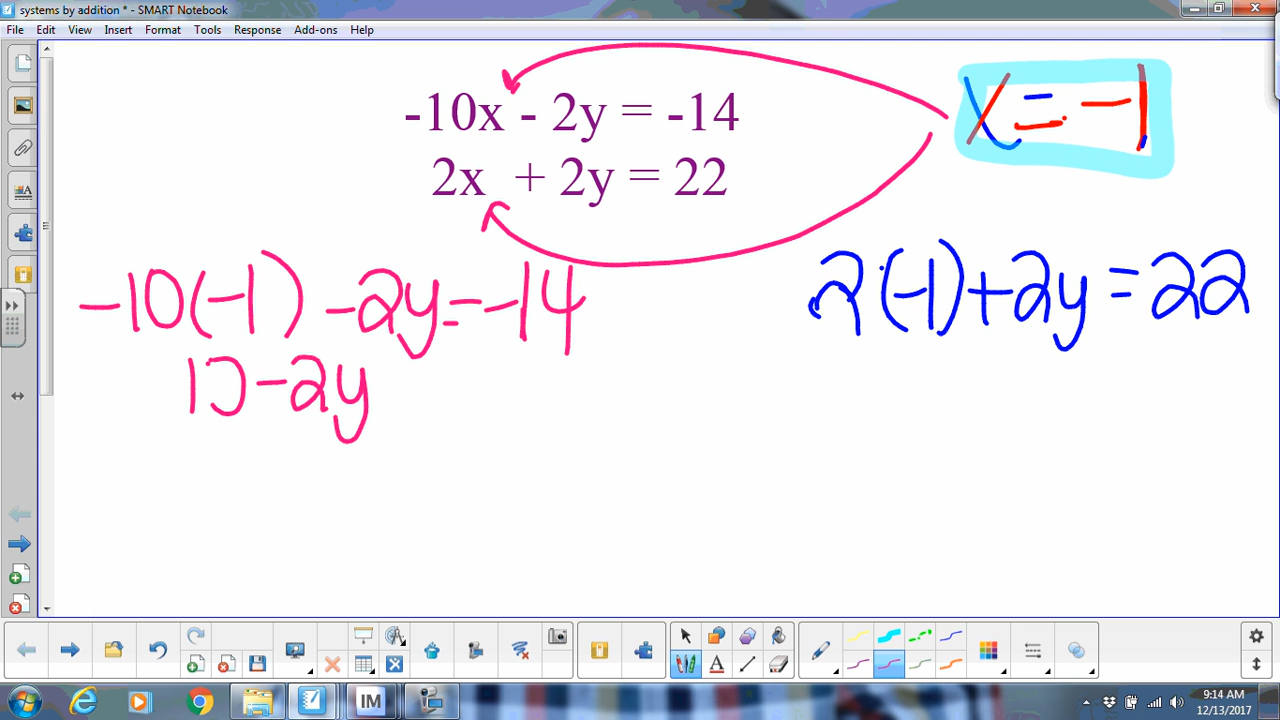 systems by addition * - SMART Notebook
File Edit View Insert Format Tools Response Add-ons Help
-10x - 2y = -14
2x + 2y = 22
x = -1
-10(-1) - 2y = -14
10 - 2y
2(-1) + 2y = 22
A
IM
9:14 AM
12/13/2017